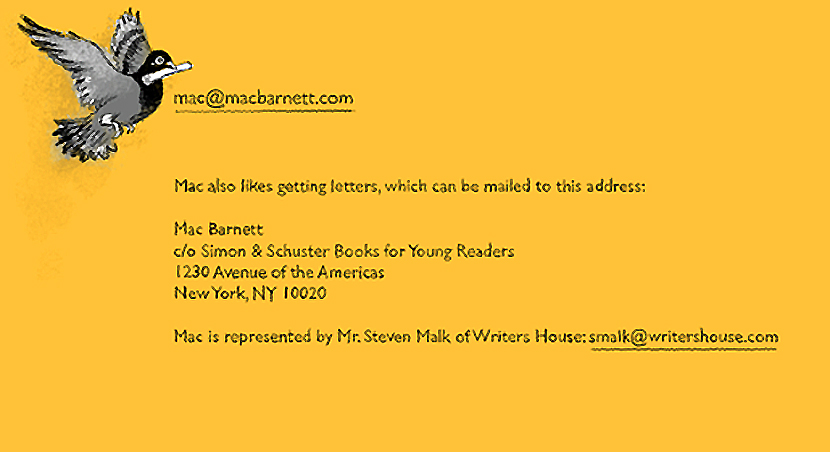 mac@macbarnett.com
Mac also likes getting letters, which can be mailed to this address:
Mac Barnett
c/o Simon & Schuster Books for Young Readers
1230 Avenue of the Americas
New York, NY 10020
Mac is represented by Mr. Steven Malk of Writers House: smalk@writershouse.com